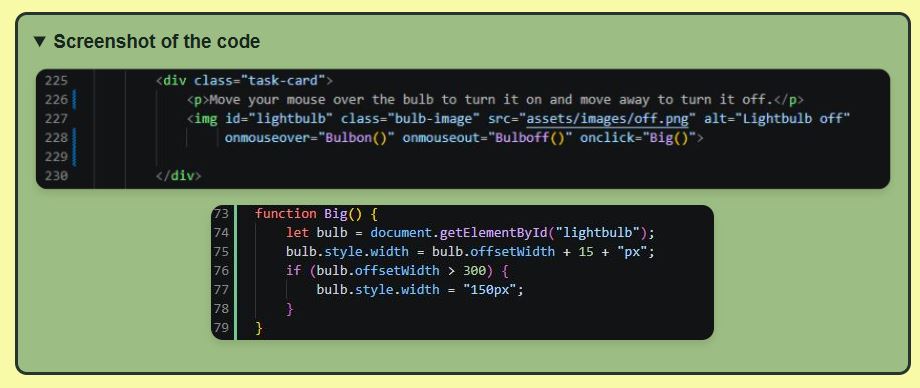 ▼ Screenshot of the code
225 <div class="task-card">
226 <p>Move your mouse over the bulb to turn it on and move away to turn it off.</p>
227 <img id="lightbulb" class="bulb-image" src="assets/images/off.png" alt="Lightbulb off"
228 onmouseover="Bulbon()" onmouseout="Bulboff()" onclick="Big()">
229
230 </div>
73 function Big() {
74 let bulb = document.getElementById("lightbulb");
75 bulb.style.width = bulb.offsetWidth + 15 + "px";
76 if (bulb.offsetWidth > 300) {
77 bulb.style.width = "150px";
78 }
79 }